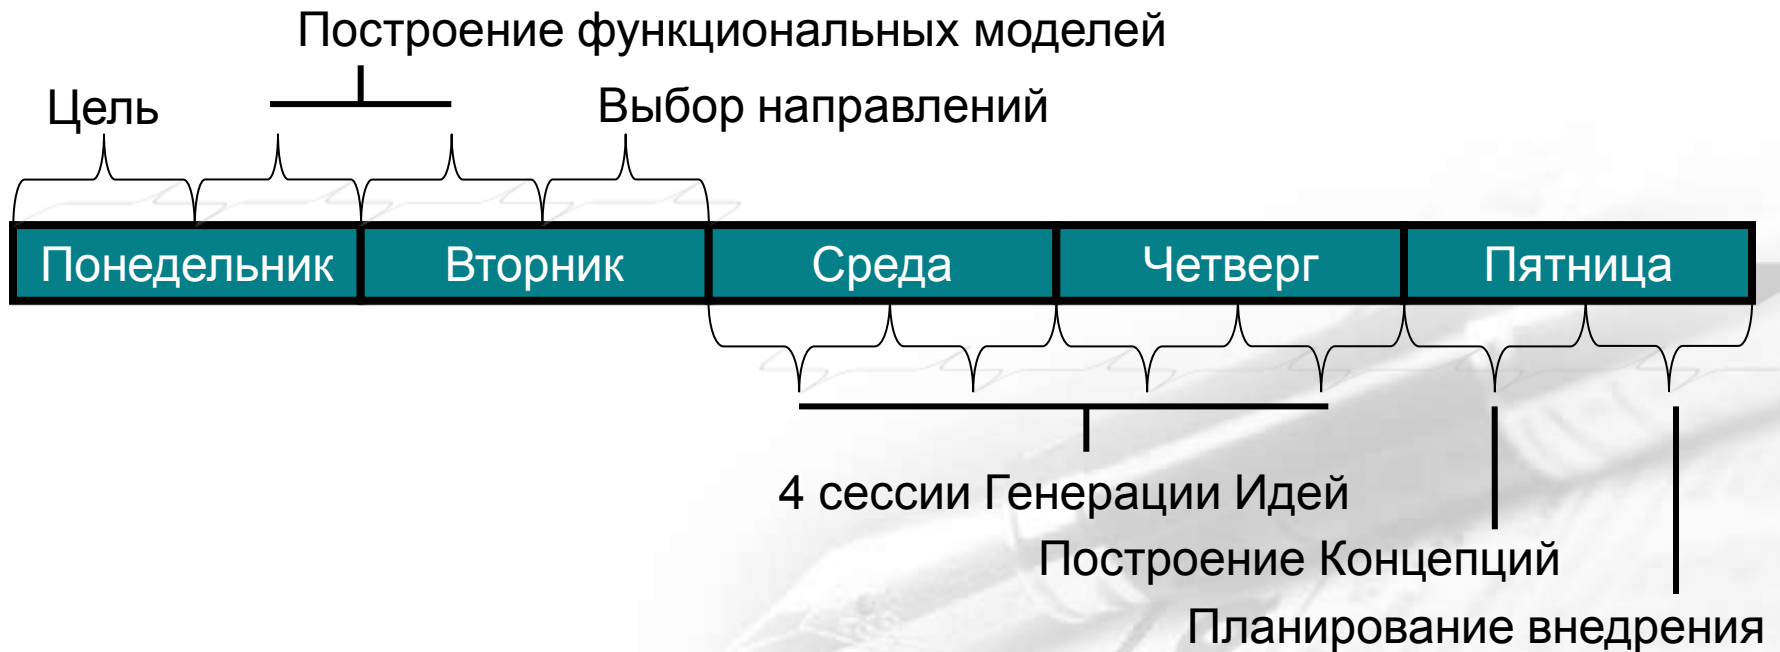 Построение функциональных моделей
Цель
Выбор направлений
Понедельник
Вторник
Среда
Четверг
Пятница
4 сессии Генерации Идей
Построение Концепций
Планирование внедрения